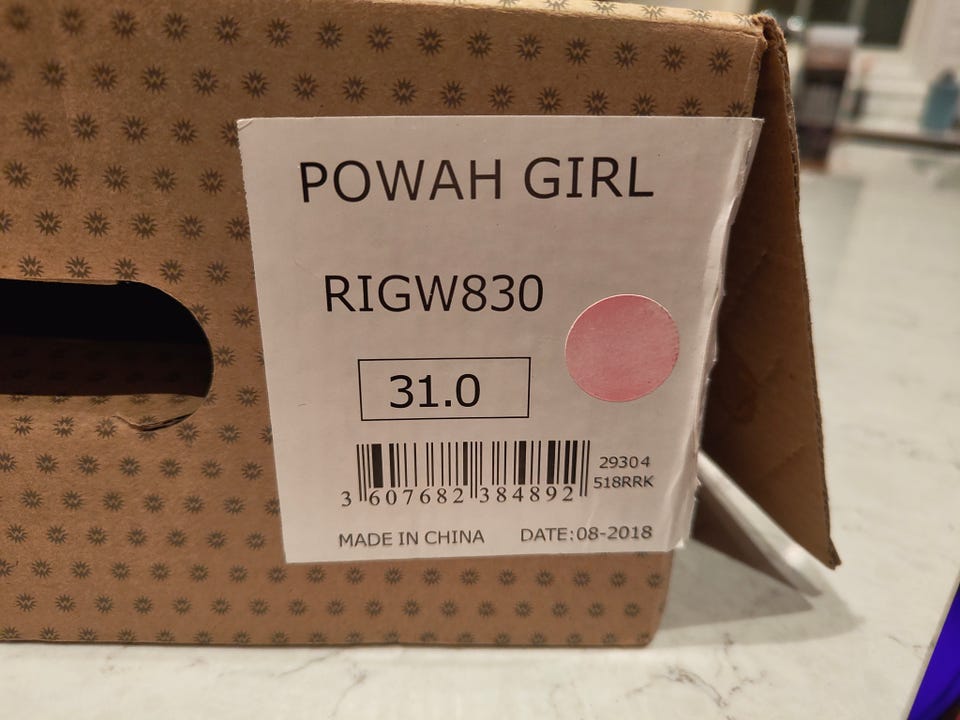 POWAH GIRL
RIGW830
31.0
29304
518RRK
3 607682 384892
MADE IN CHINA DATE:08-2018